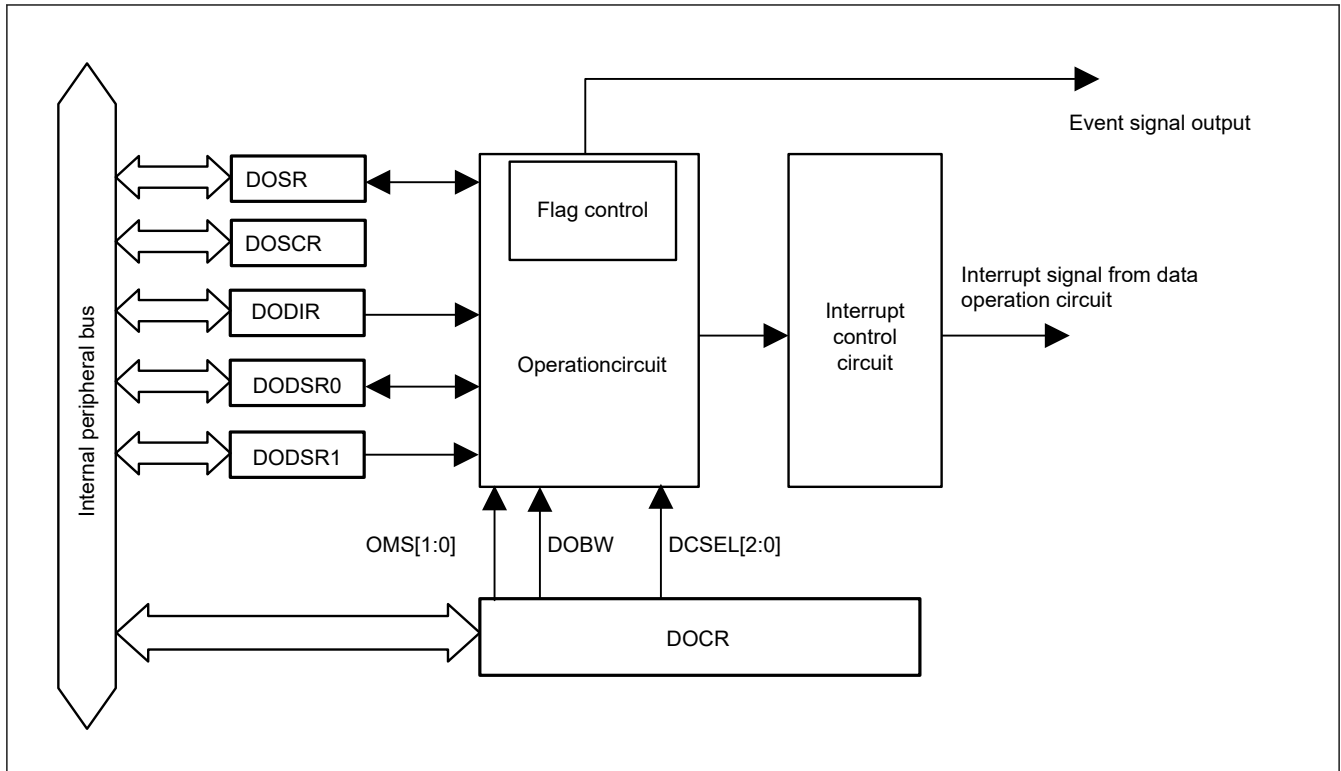 Event signal output
DOSR
Flag control
DOSCR
Interrupt signal from data
operation circuit
DODIR
Interrupt
control
circuit
Operationcircuit
DODSR0
DODSR1
Internal peripheral bus
OMS[1:0]
DOBW
DCSEL[2:0]
DOCR